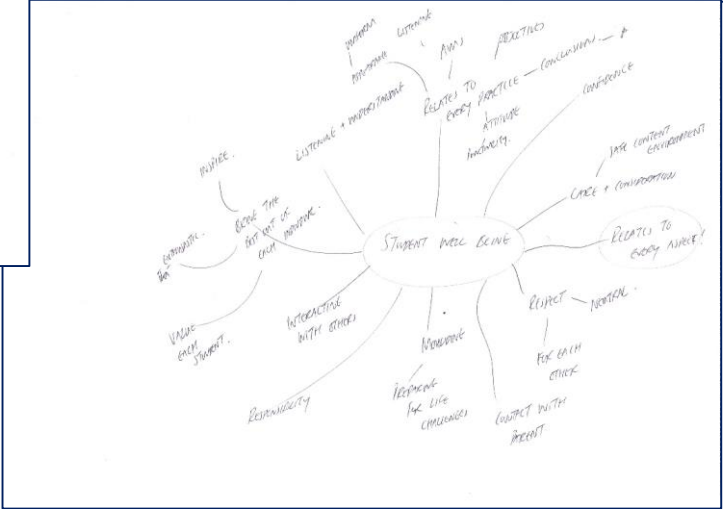 LISTENING
AIMS
PRACTICES
RELATES TO
EVERY PRACTICE — CONCLUSIONS
ATTITUDE
CONFIDENCE
LISTENING + UNDERSTANDING
SAFE CONTENT
ENVIRONMENT
CARE + CONSIDERATION
INSPIRE.
BRING THE
BEST OUT OF
EACH INDIVIDUAL.
STUDENT WELL BEING
RELATES TO
EVERY ASPECT!
RESPECT
FOR EACH
OTHER
VALUE
EACH
STUDENT.
INTERACTING
WITH OTHERS
PREPARING
FOR LIFE
CHALLENGES
RESPONSIBILITY
CONTACT WITH
PARENT